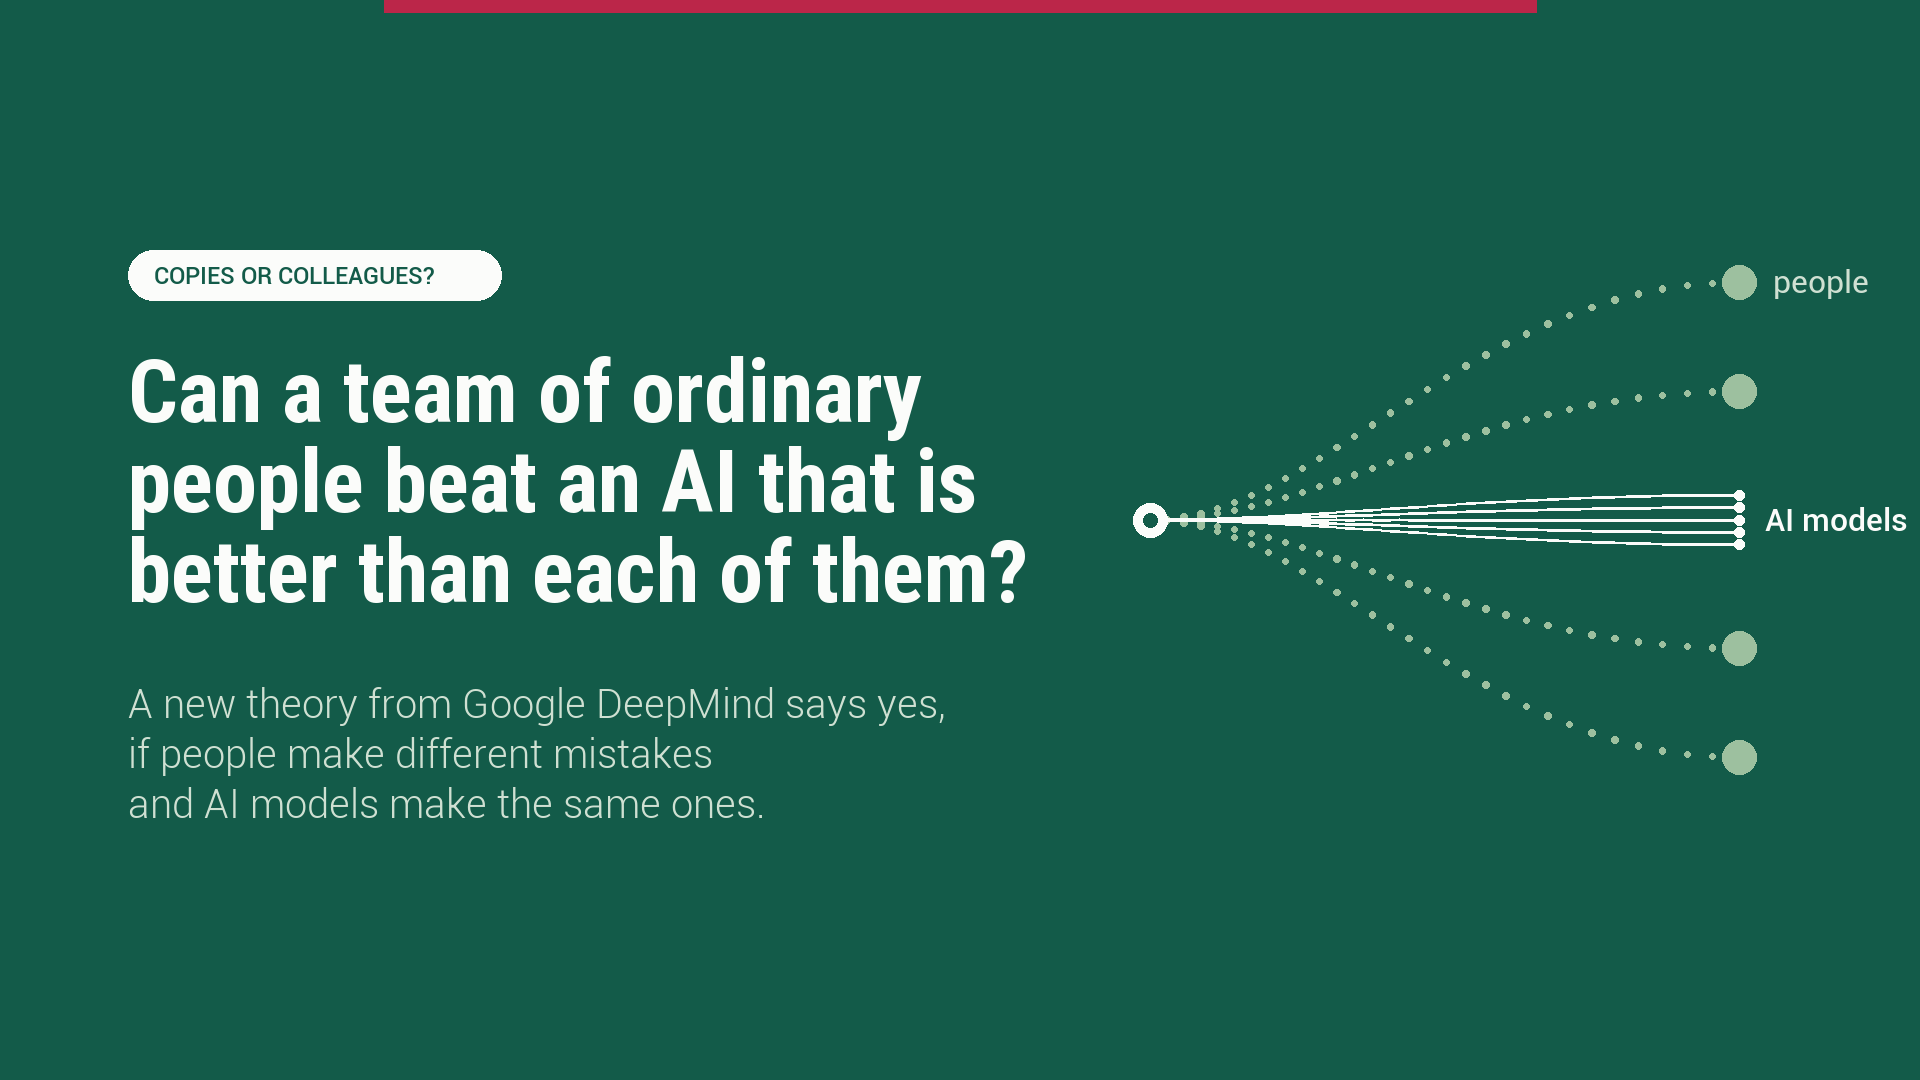 COPIES OR COLLEAGUES?
Can a team of ordinary
people beat an AI that is
better than each of them?
A new theory from Google DeepMind says yes,
if people make different mistakes
and AI models make the same ones.
people
AI models